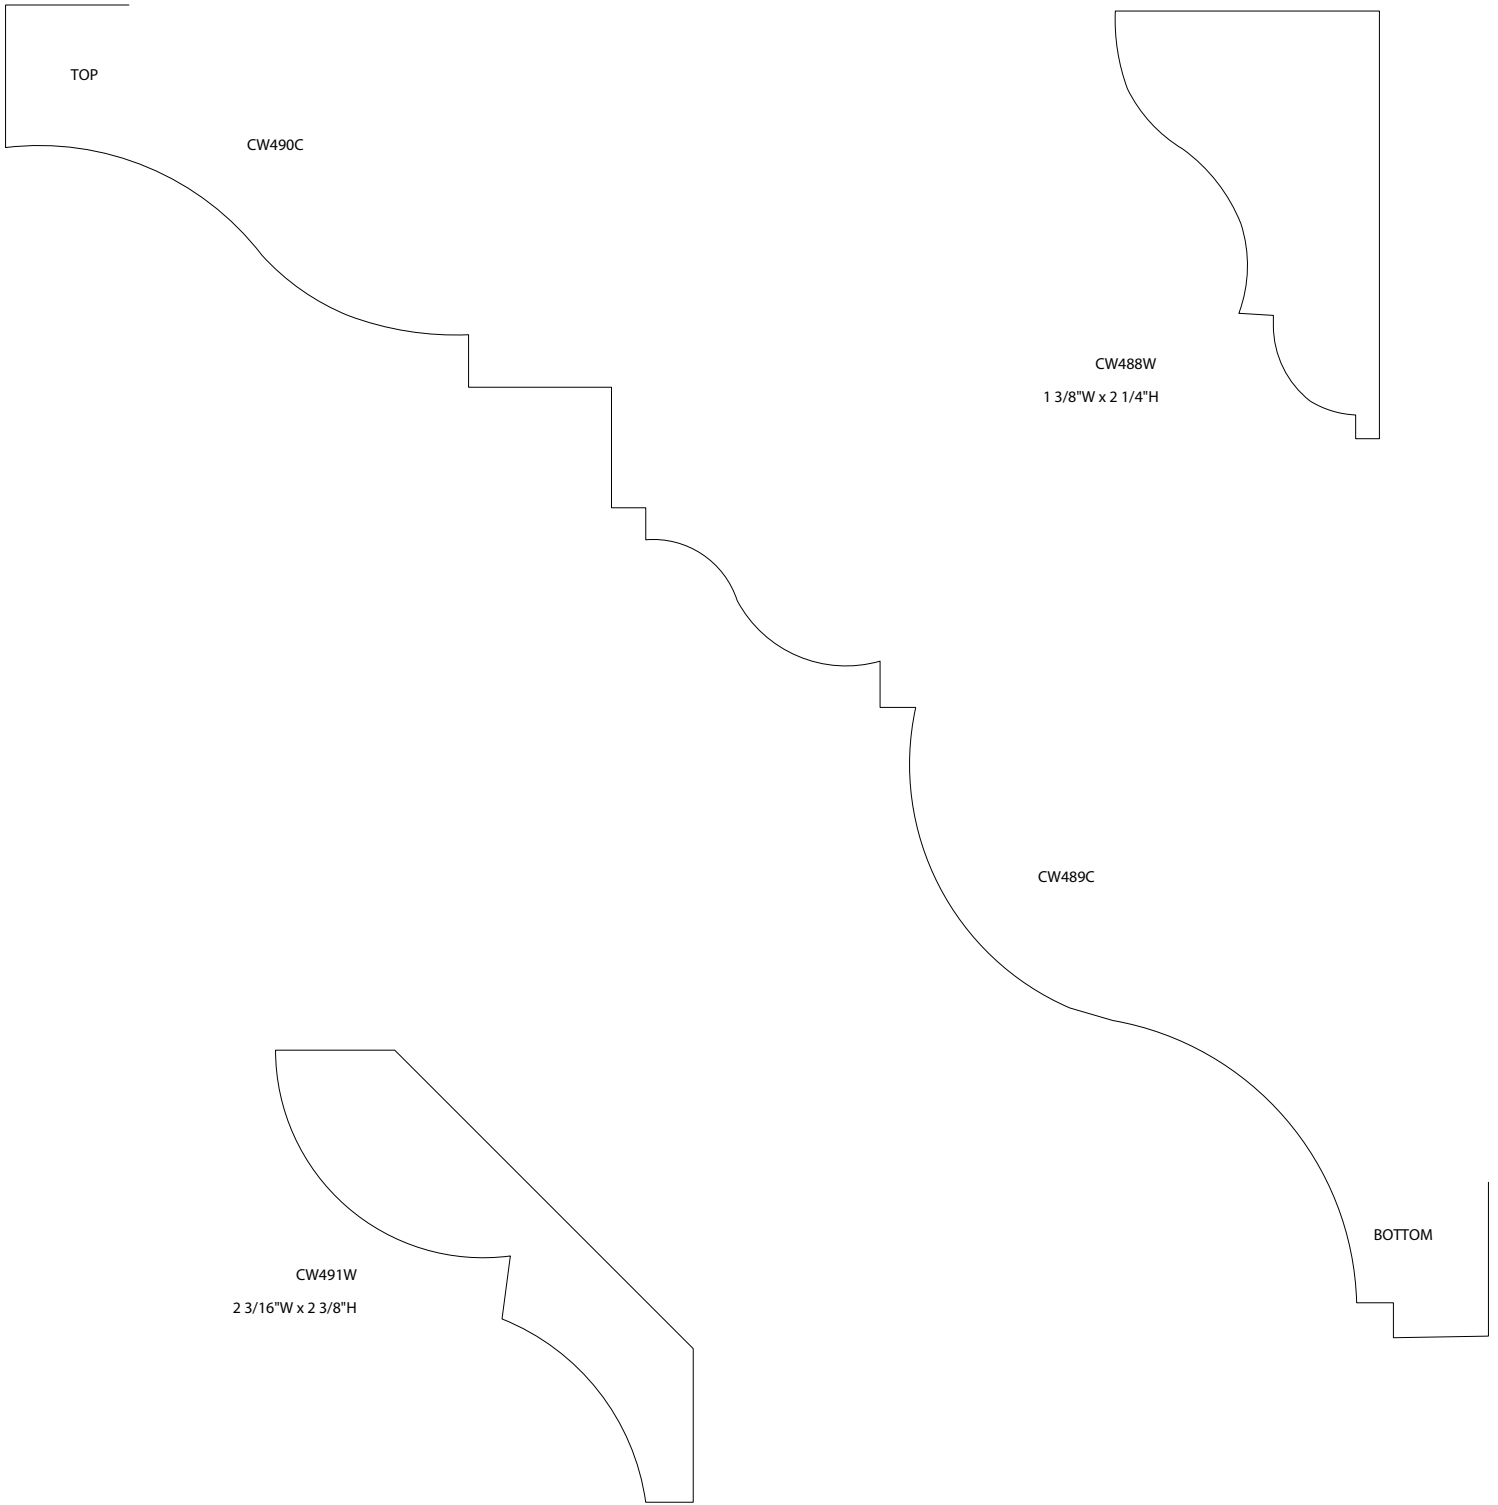 TOP
CW490C
CW488W
1 3/8"W x 2 1/4"H
CW489C
BOTTOM
CW491W
2 3/16"W x 2 3/8"H